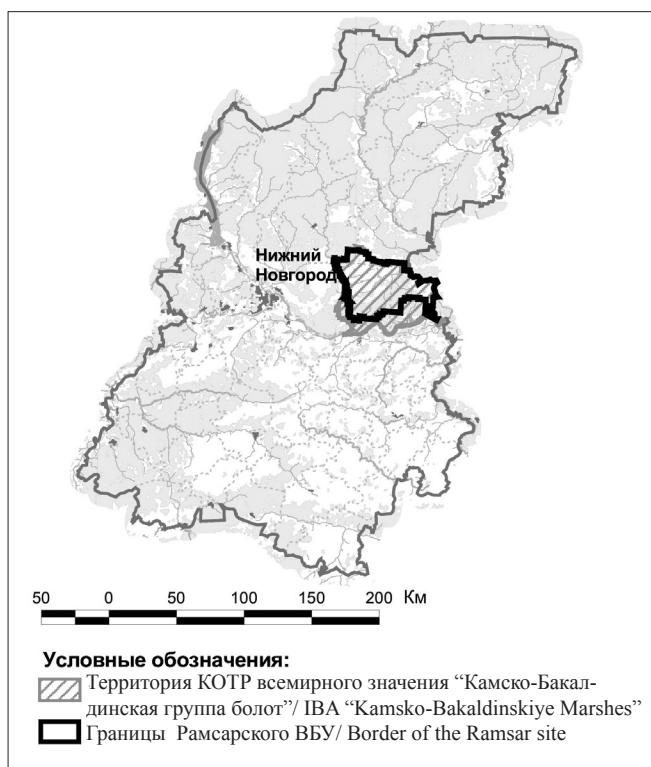 Нижний
Новгород
50 0 50 100 150 200 Км
Условные обозначения:
Территория КОТР всемирного значения “Камско-Бакал-
динская группа болот”/ IBA “Kamsko-Bakaldinskiye Marshes”
Границы Рамсарского ВБУ/ Border of the Ramsar site